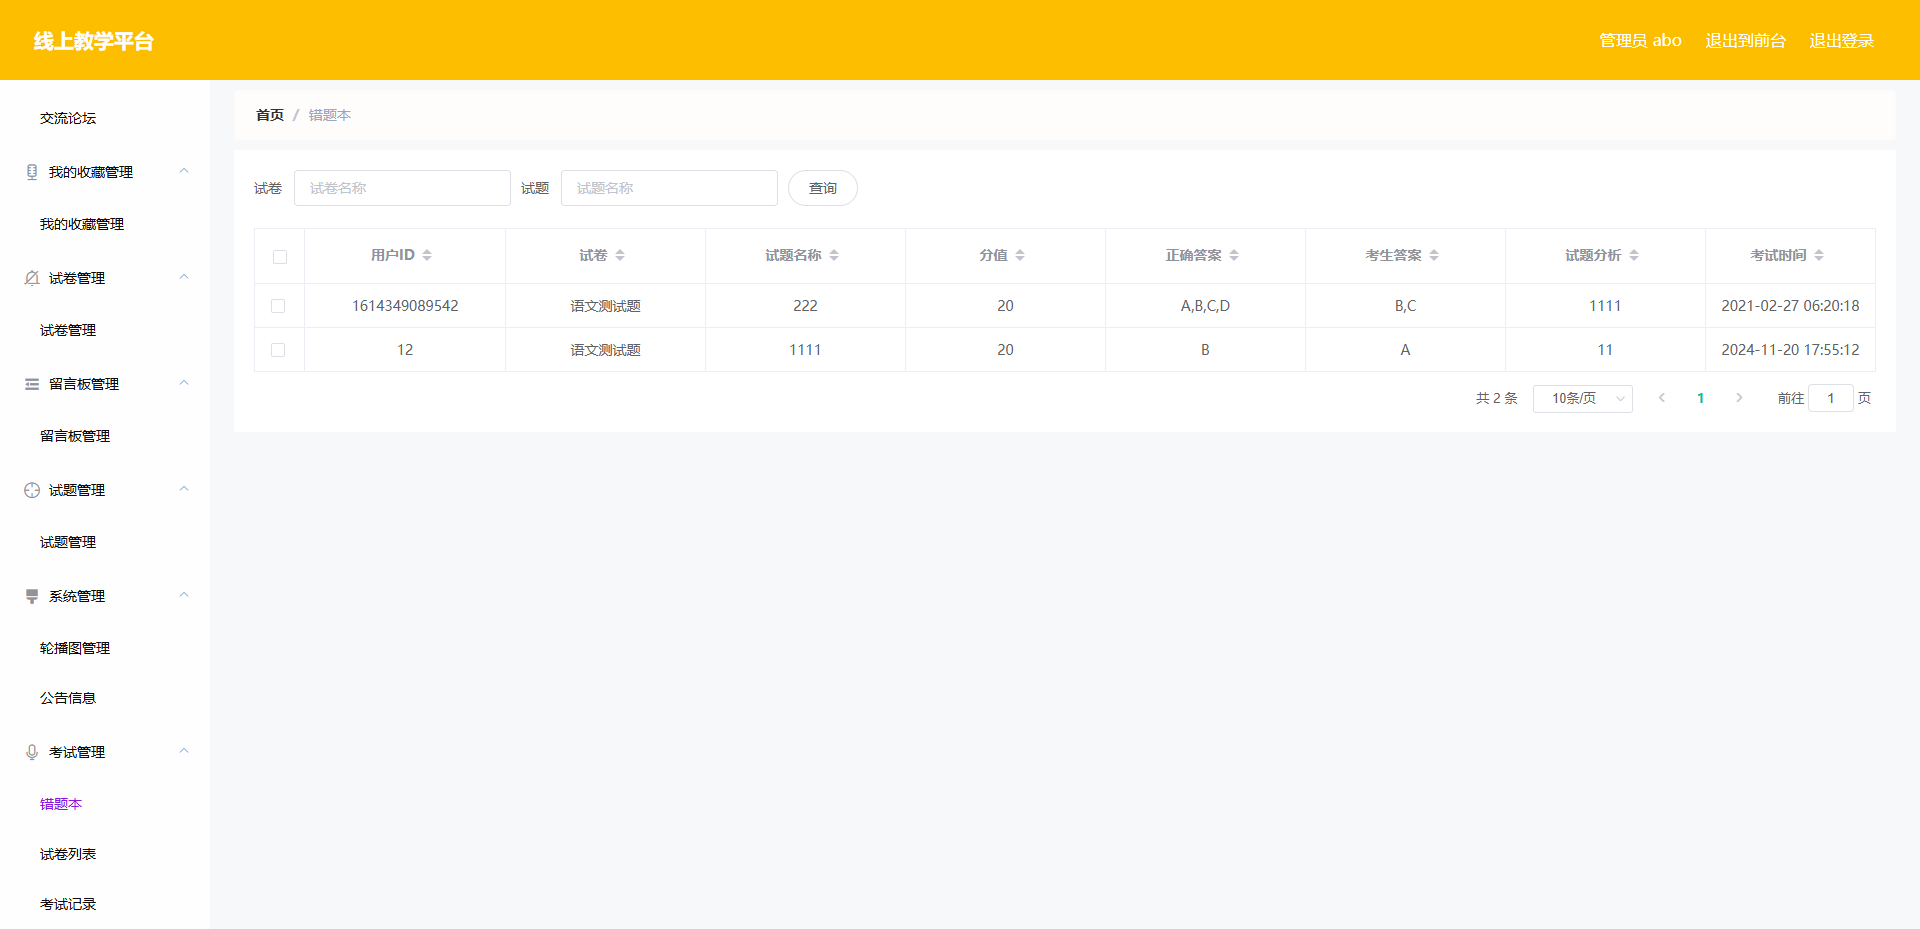 线上教学平台
管理员 abo 退出到前台 退出登录
交流论坛
我的收藏管理
我的收藏管理
试卷管理
试卷管理
留言板管理
留言板管理
试题管理
试题管理
系统管理
轮播图管理
公告信息
考试管理
错题本
试卷列表
考试记录
首页 / 错题本
试卷 试卷名称 试题 试题名称 查询
用户ID 试卷 试题名称 分值 正确答案 考生答案 试题分析 考试时间
1614349089542 语文测试题 222 20 A,B,C,D B,C 1111 2021-02-27 06:20:18
12 语文测试题 1111 20 B A 11 2024-11-20 17:55:12
共 2 条 10条/页 1 前往 1 页